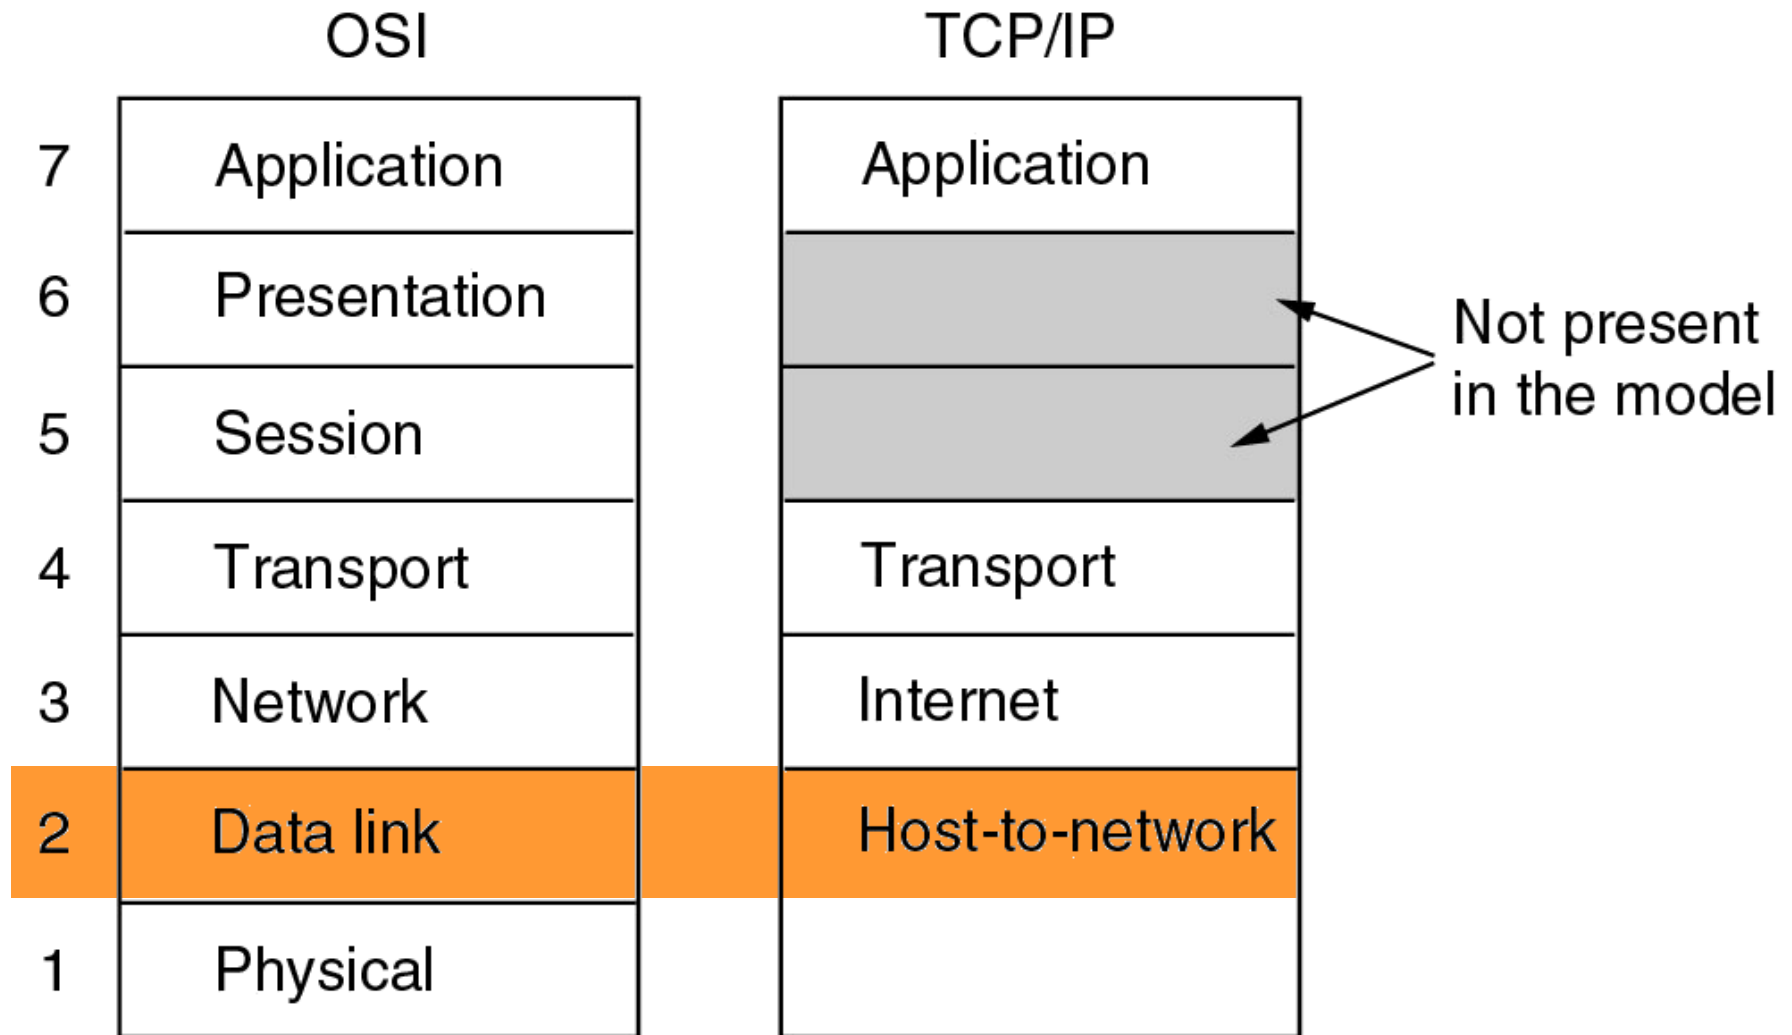 OSI TCP/IP
7 Application Application
6 Presentation
5 Session
Not present
in the model
4 Transport Transport
3 Network Internet
2 Data link Host-to-network
1 Physical